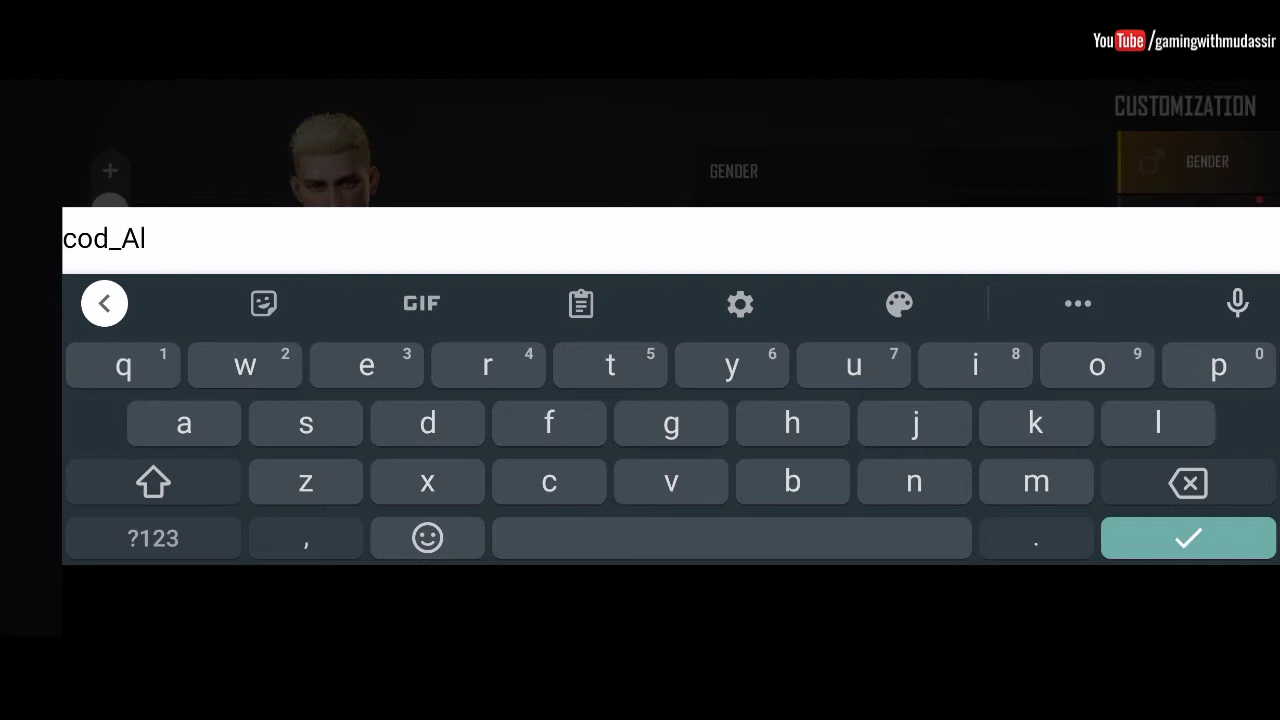 YouTube /gamingwithmudassir
CUSTOMIZATION
GENDER
GENDER
cod_Al
GIF
q 1 w 2 e 3 r 4 t 5 y 6 u 7 i 8 o 9 p 0
a s d f g h j k l
z x c v b n m
?123 , .